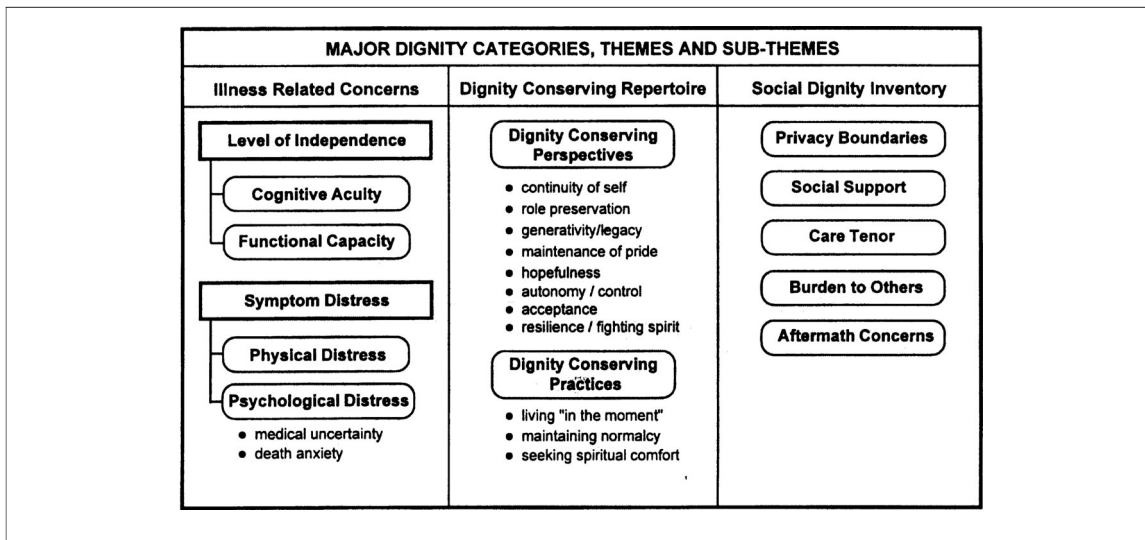 MAJOR DIGNITY CATEGORIES, THEMES AND SUB-THEMES
Illness Related Concerns
Level of Independence
Cognitive Acuity
Functional Capacity
Symptom Distress
Physical Distress
Psychological Distress
• medical uncertainty
• death anxiety
Dignity Conserving Repertoire
Dignity Conserving
Perspectives
• continuity of self
• role preservation
• generativity/legacy
• maintenance of pride
• hopefulness
• autonomy / control
• acceptance
• resilience / fighting spirit
Dignity Conserving
Practices
• living "in the moment"
• maintaining normalcy
• seeking spiritual comfort
Social Dignity Inventory
Privacy Boundaries
Social Support
Care Tenor
Burden to Others
Aftermath Concerns